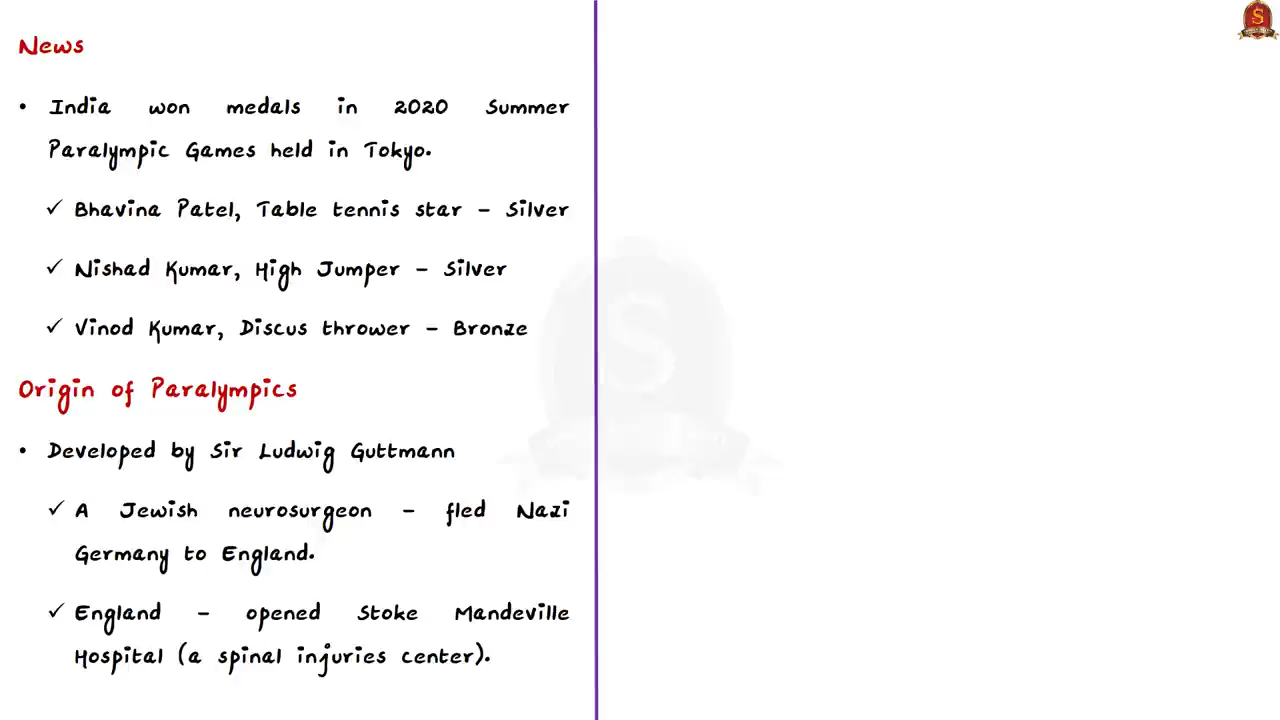 News
• India won medals in 2020 Summer
Paralympic Games held in Tokyo.
✓ Bhavina Patel, Table tennis star – Silver
✓ Nishad Kumar, High Jumper – Silver
✓ Vinod Kumar, Discus thrower – Bronze
Origin of Paralympics
• Developed by Sir Ludwig Guttmann
✓ A Jewish neurosurgeon – fled Nazi
Germany to England.
✓ England – opened Stoke Mandeville
Hospital (a spinal injuries center).
S
S